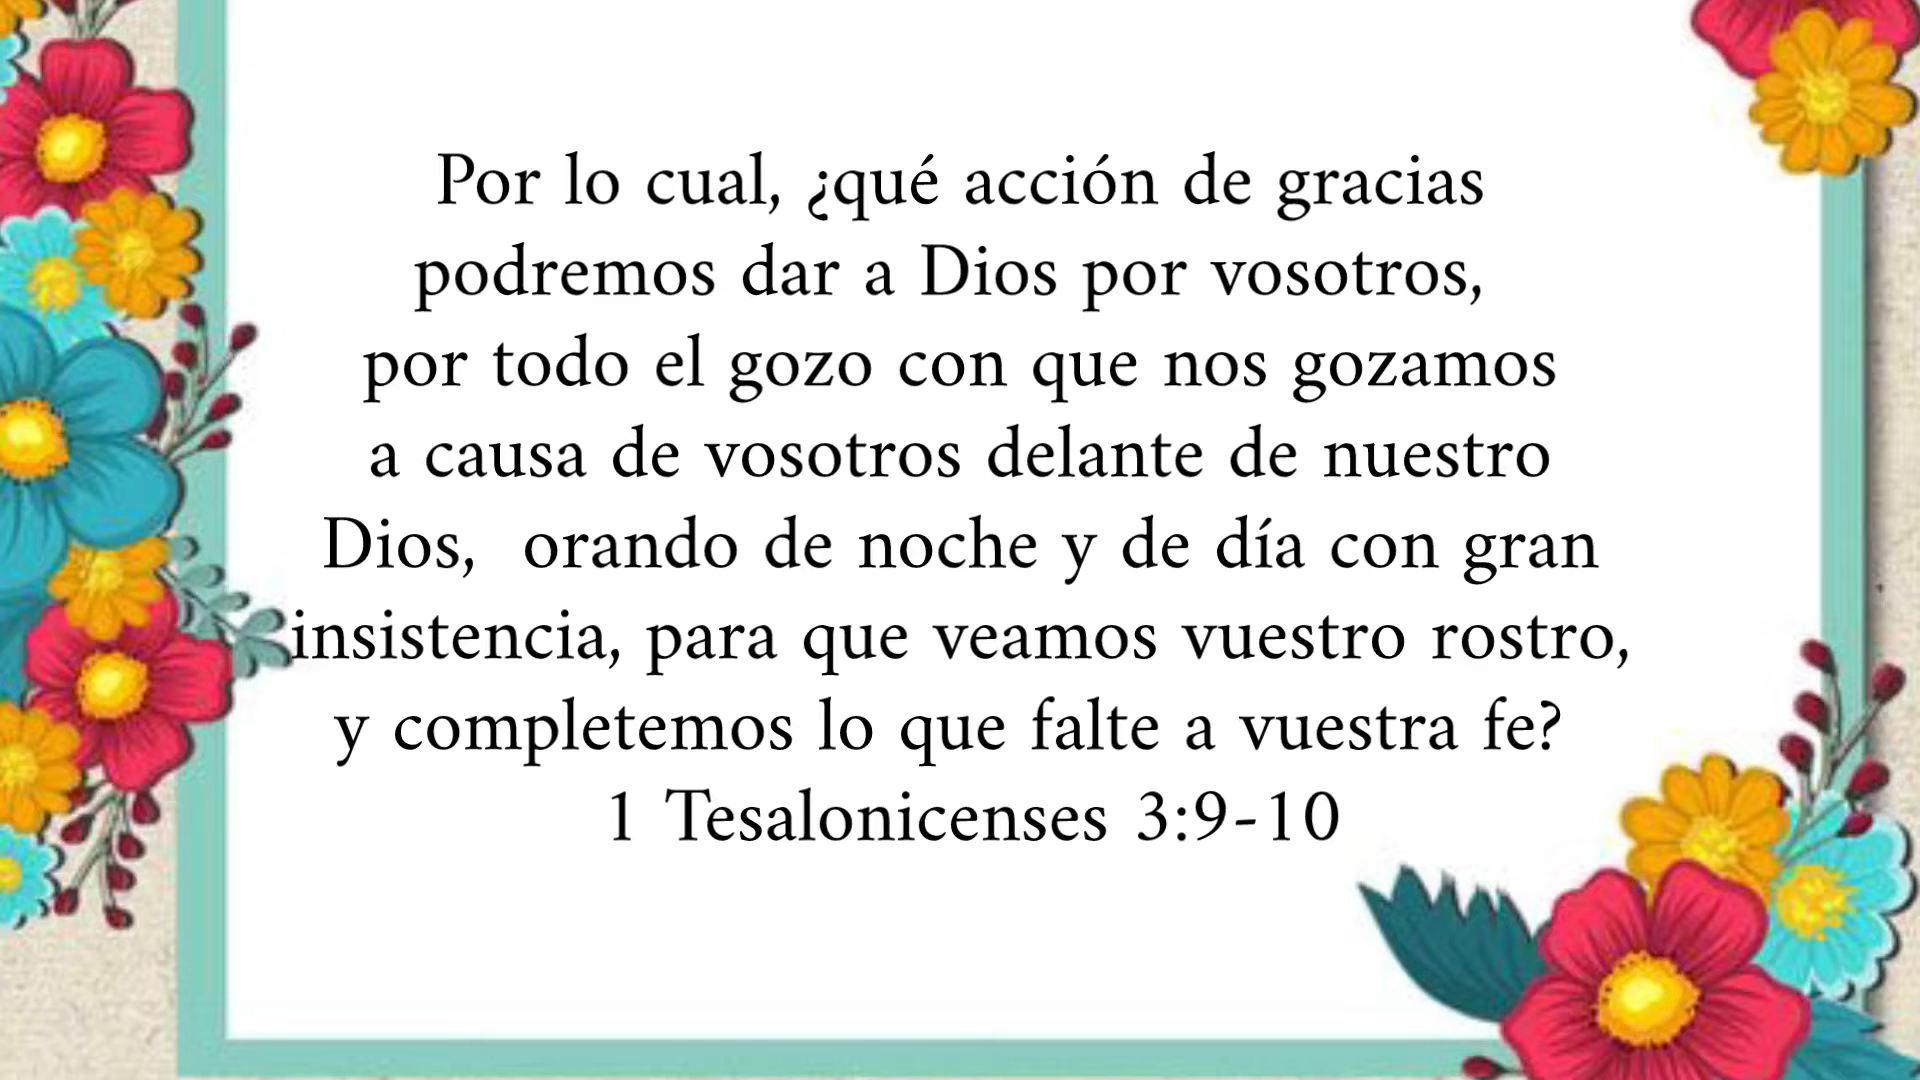 Por lo cual, ¿qué acción de gracias
podremos dar a Dios por vosotros,
por todo el gozo con que nos gozamos
a causa de vosotros delante de nuestro
Dios,  orando de noche y de día con gran
insistencia, para que veamos vuestro rostro,
y completemos lo que falte a vuestra fe?
1 Tesalonicenses 3:9-10